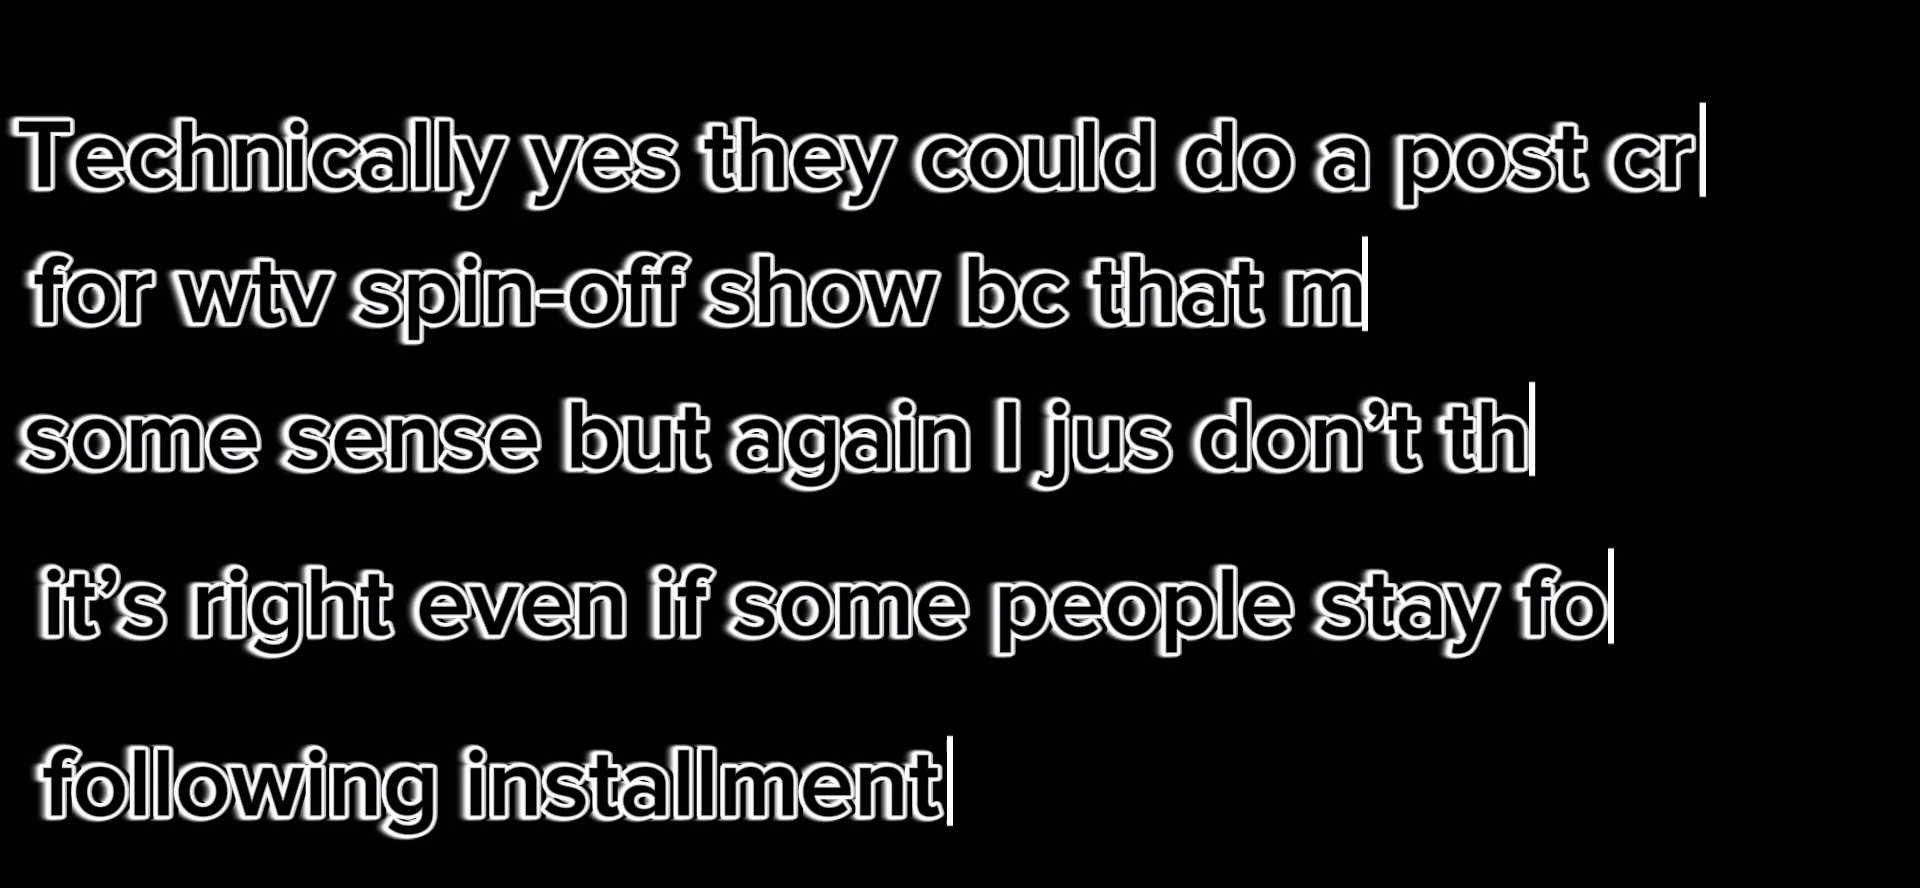 Technically yes they could do a post cr
for wtv spin-off show bc that m
some sense but again I jus don’t th
it’s right even if some people stay fo
following installment